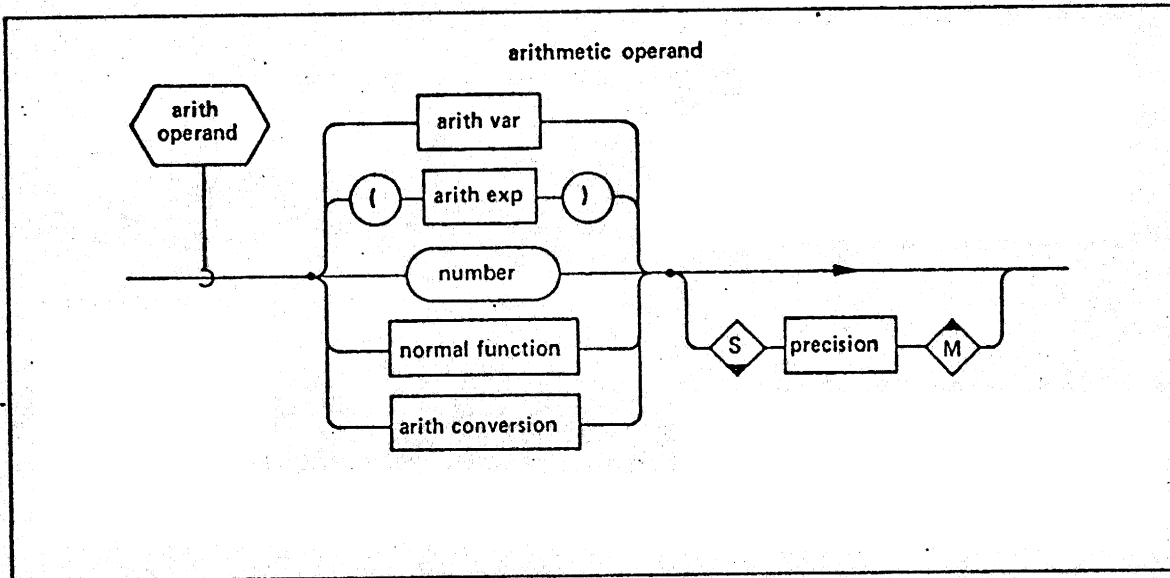 arithmetic operand
arith
operand
arith var
( arith exp )
number
normal function
S precision M
arith conversion